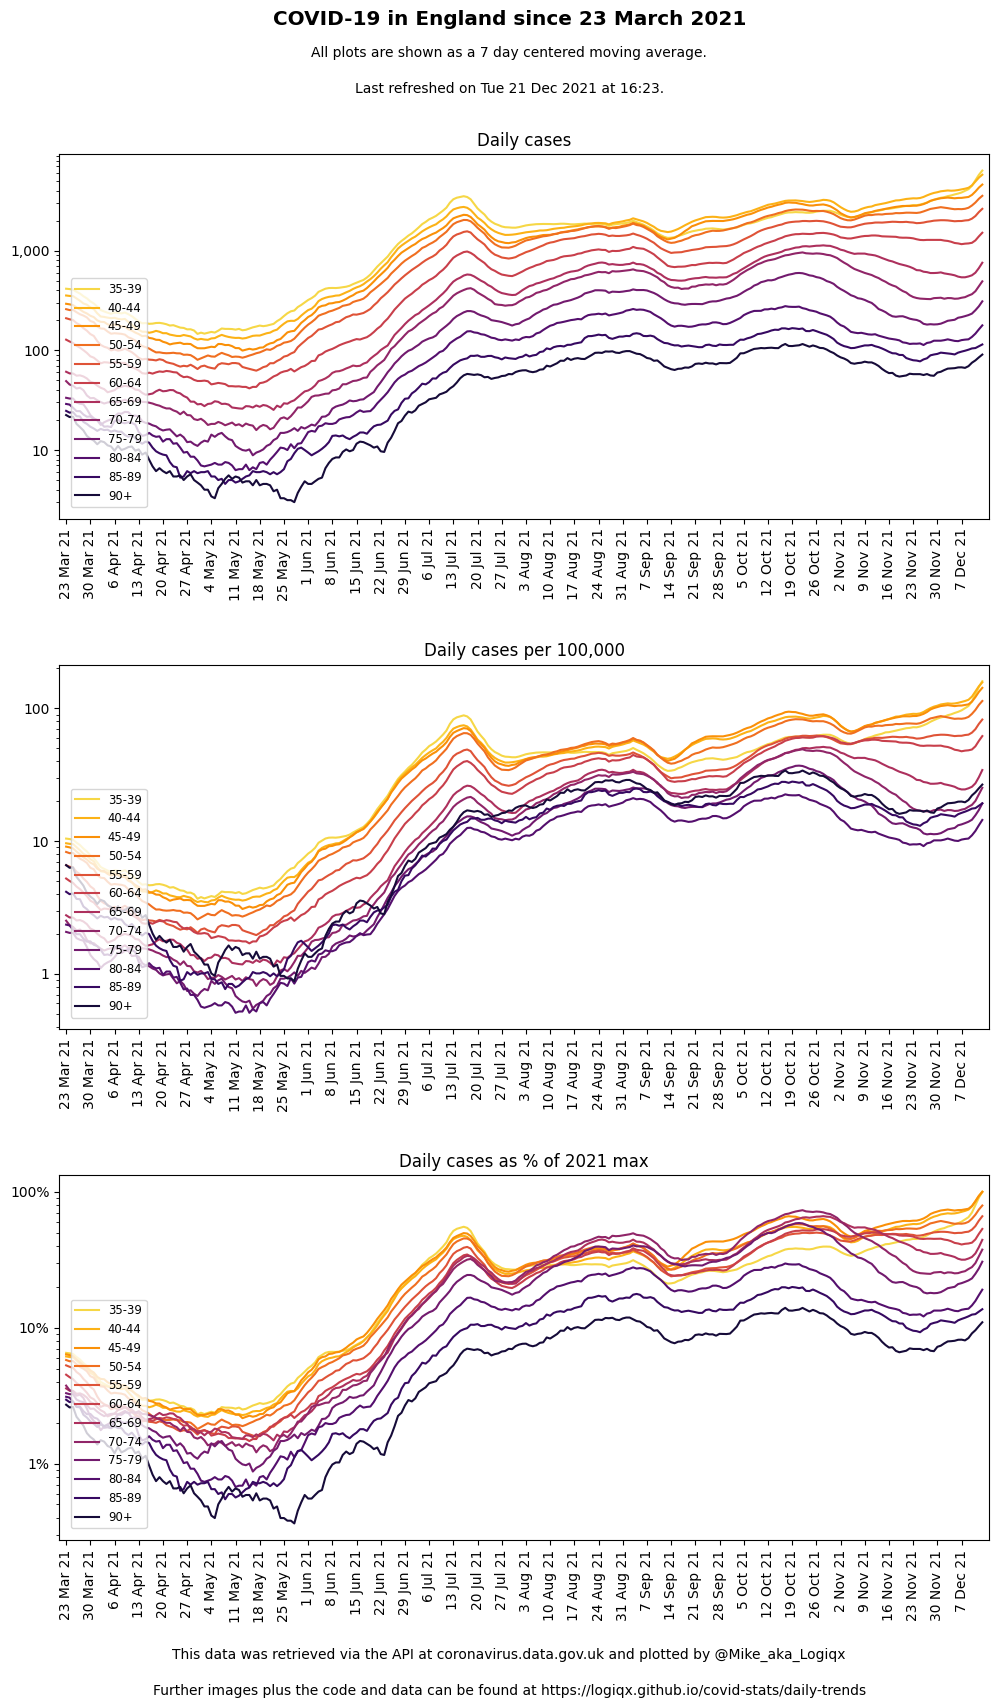 COVID-19 in England since 23 March 2021
All plots are shown as a 7 day centered moving average.
Last refreshed on Tue 21 Dec 2021 at 16:23.
Daily cases
1,000
100
10
35-39
40-44
45-49
50-54
55-59
60-64
65-69
70-74
75-79
80-84
85-89
90+
23 Mar 21
30 Mar 21
6 Apr 21
13 Apr 21
20 Apr 21
27 Apr 21
4 May 21
11 May 21
18 May 21
25 May 21
1 Jun 21
8 Jun 21
15 Jun 21
22 Jun 21
29 Jun 21
6 Jul 21
13 Jul 21
20 Jul 21
27 Jul 21
3 Aug 21
10 Aug 21
17 Aug 21
24 Aug 21
31 Aug 21
7 Sep 21
14 Sep 21
21 Sep 21
28 Sep 21
5 Oct 21
12 Oct 21
19 Oct 21
26 Oct 21
2 Nov 21
9 Nov 21
16 Nov 21
23 Nov 21
30 Nov 21
7 Dec 21
Daily cases per 100,000
100
10
1
35-39
40-44
45-49
50-54
55-59
60-64
65-69
70-74
75-79
80-84
85-89
90+
23 Mar 21
30 Mar 21
6 Apr 21
13 Apr 21
20 Apr 21
27 Apr 21
4 May 21
11 May 21
18 May 21
25 May 21
1 Jun 21
8 Jun 21
15 Jun 21
22 Jun 21
29 Jun 21
6 Jul 21
13 Jul 21
20 Jul 21
27 Jul 21
3 Aug 21
10 Aug 21
17 Aug 21
24 Aug 21
31 Aug 21
7 Sep 21
14 Sep 21
21 Sep 21
28 Sep 21
5 Oct 21
12 Oct 21
19 Oct 21
26 Oct 21
2 Nov 21
9 Nov 21
16 Nov 21
23 Nov 21
30 Nov 21
7 Dec 21
Daily cases as % of 2021 max
100%
10%
1%
35-39
40-44
45-49
50-54
55-59
60-64
65-69
70-74
75-79
80-84
85-89
90+
23 Mar 21
30 Mar 21
6 Apr 21
13 Apr 21
20 Apr 21
27 Apr 21
4 May 21
11 May 21
18 May 21
25 May 21
1 Jun 21
8 Jun 21
15 Jun 21
22 Jun 21
29 Jun 21
6 Jul 21
13 Jul 21
20 Jul 21
27 Jul 21
3 Aug 21
10 Aug 21
17 Aug 21
24 Aug 21
31 Aug 21
7 Sep 21
14 Sep 21
21 Sep 21
28 Sep 21
5 Oct 21
12 Oct 21
19 Oct 21
26 Oct 21
2 Nov 21
9 Nov 21
16 Nov 21
23 Nov 21
30 Nov 21
7 Dec 21
This data was retrieved via the API at coronavirus.data.gov.uk and plotted by @Mike_aka_Logiqx
Further images plus the code and data can be found at https://logiqx.github.io/covid-stats/daily-trends